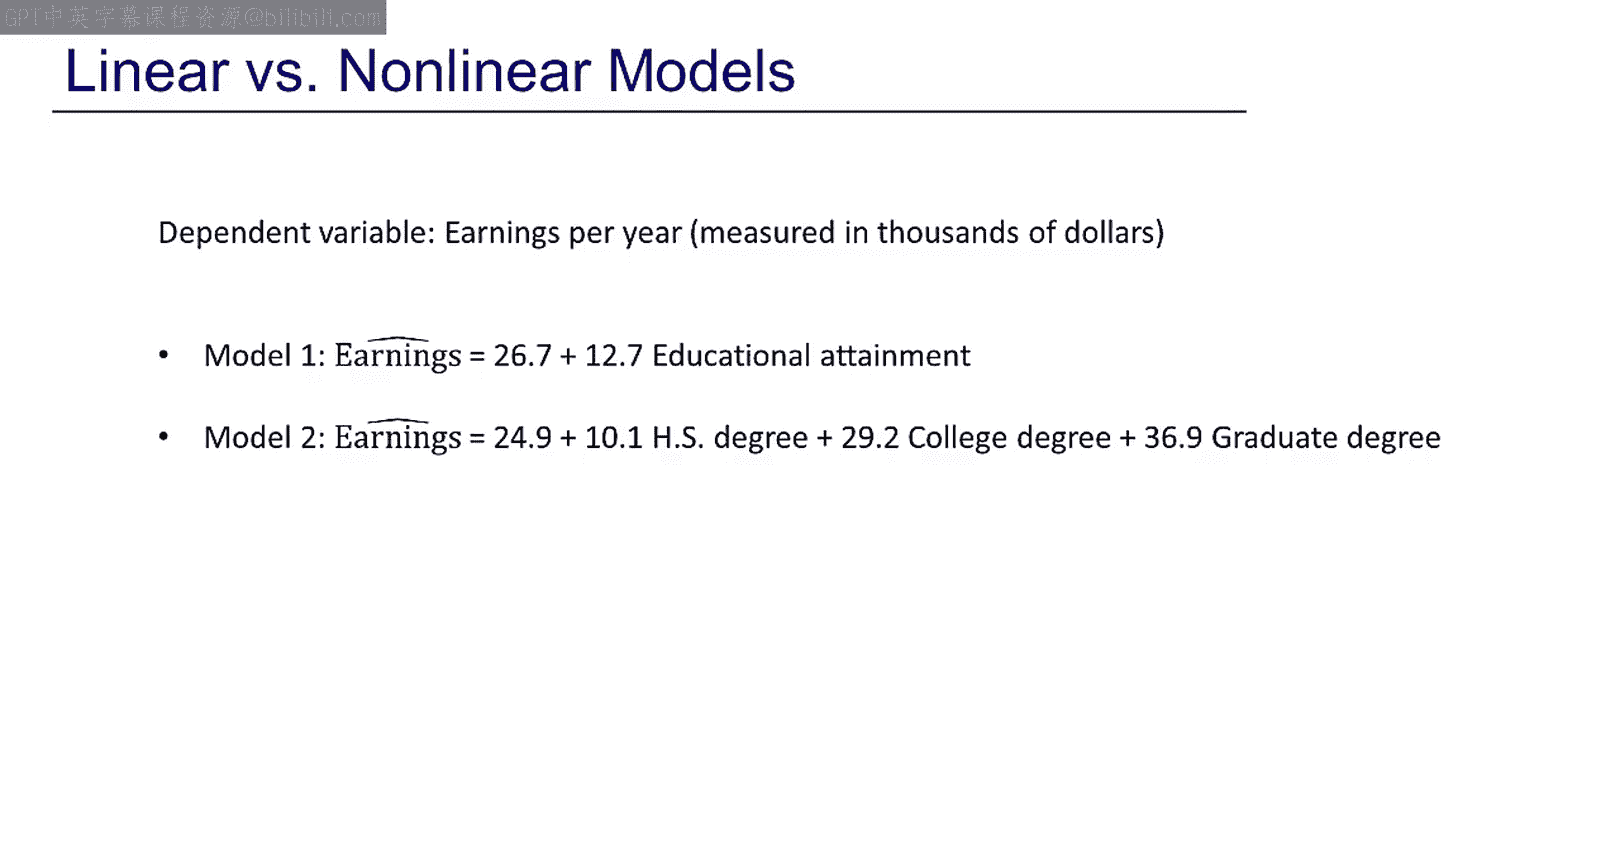 GPT中英字幕课程资源@bilibili.com
Linear vs. Nonlinear Models
Dependent variable: Earnings per year (measured in thousands of dollars)
• Model 1: Earnings = 26.7 + 12.7 Educational attainment
• Model 2: Earnings = 24.9 + 10.1 H.S. degree + 29.2 College degree + 36.9 Graduate degree